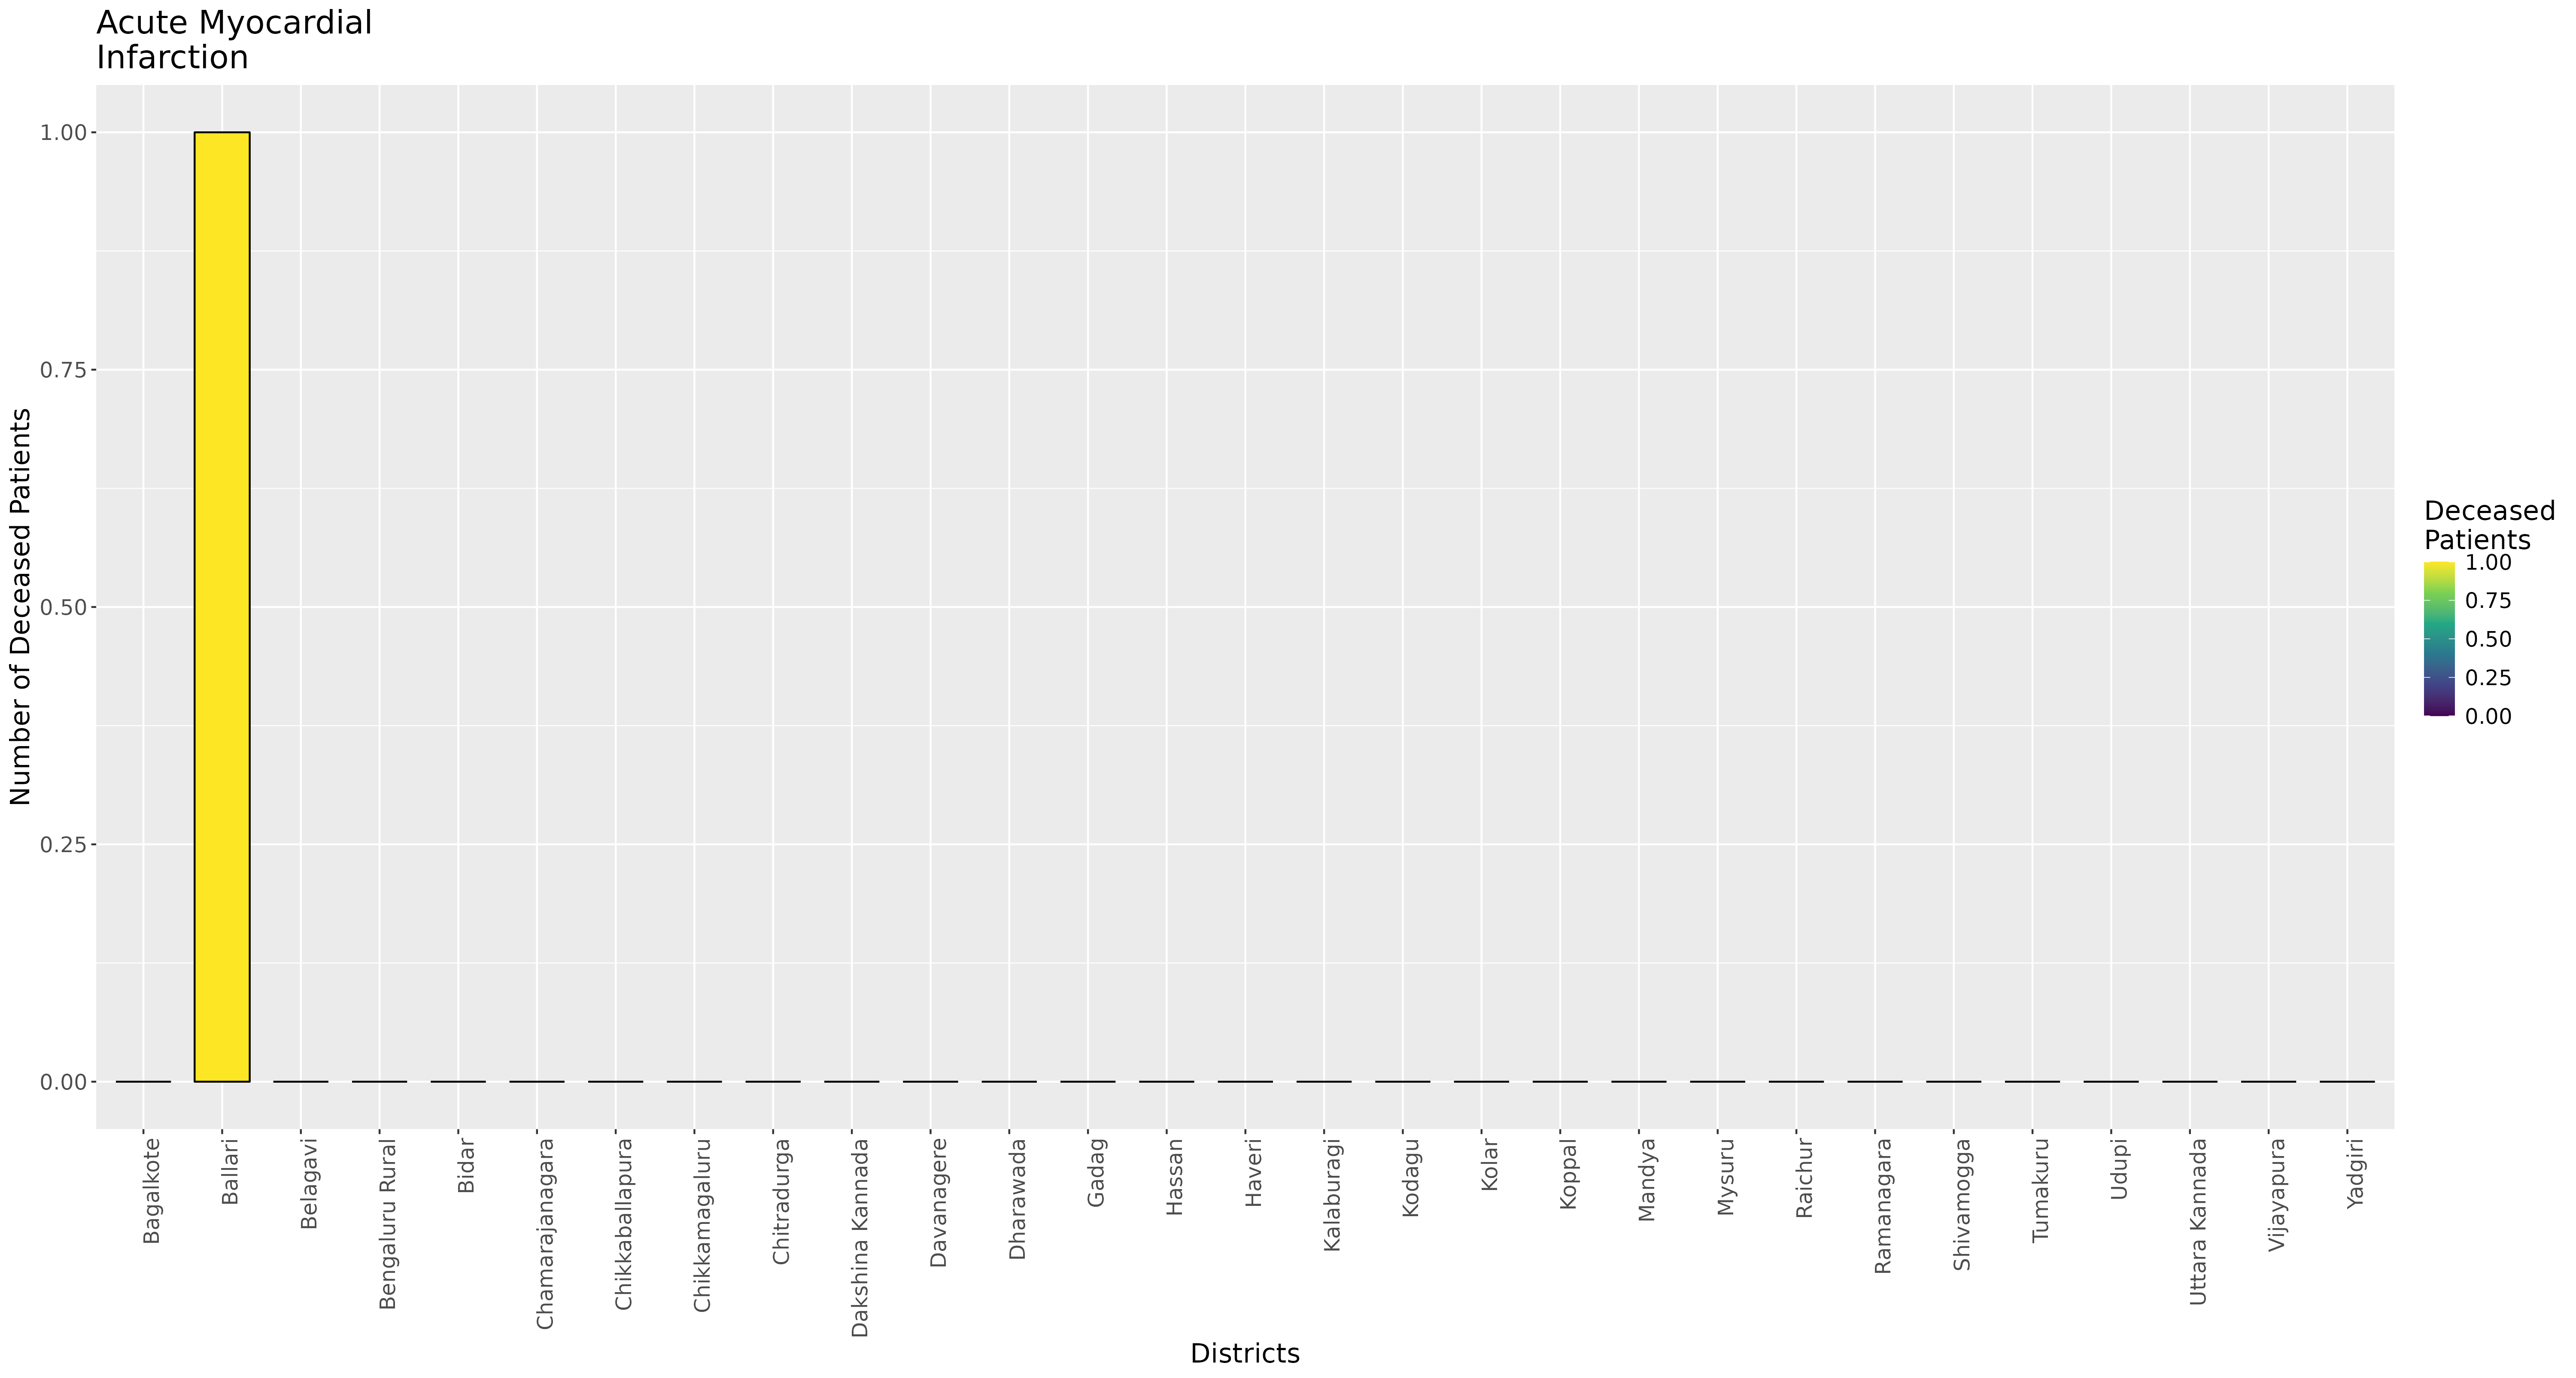 Acute Myocardial
Infarction
Number of Deceased Patients
1.00
0.75
0.50
0.25
0.00
Bagalkote
Ballari
Belagavi
Bengaluru Rural
Bidar
Chamarajanagara
Chikkaballapura
Chikkamagaluru
Chitradurga
Dakshina Kannada
Davanagere
Dharawada
Gadag
Hassan
Haveri
Kalaburagi
Kodagu
Kolar
Koppal
Mandya
Mysuru
Raichur
Ramanagara
Shivamogga
Tumakuru
Udupi
Uttara Kannada
Vijayapura
Yadgiri
Districts
Deceased
Patients
1.00
0.75
0.50
0.25
0.00